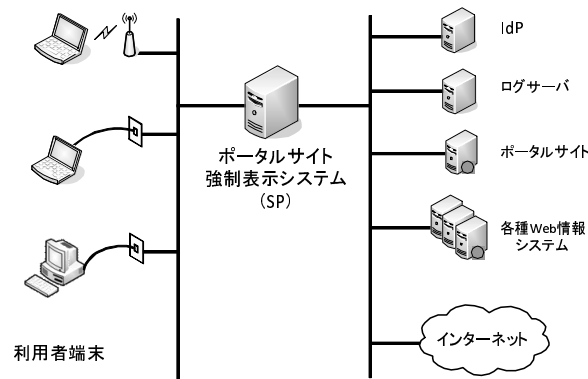 IdP
ログサーバ
ポータルサイト
強制表示システム
(SP)
ポータルサイト
各種Web情報
システム
インターネット
利用者端末